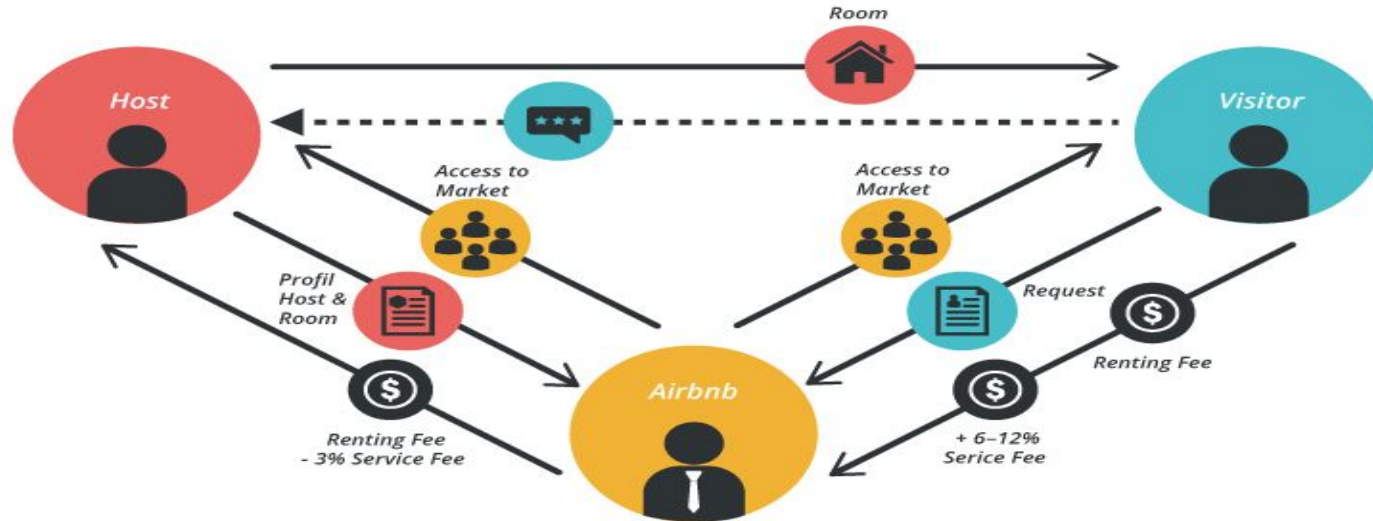 Room
Host
Visitor
Access to
Market
Access to
Market
Profil
Host &
Room
Request
Renting Fee
Airbnb
Renting Fee
- 3% Service Fee
+ 6–12%
Serice Fee